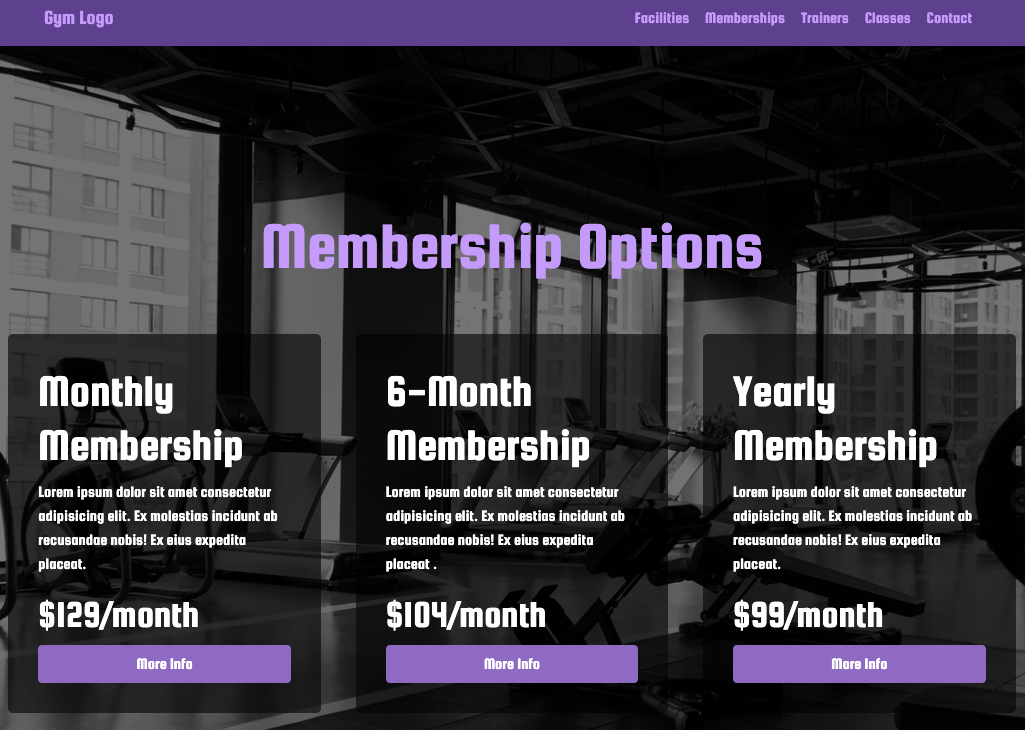 Gym Logo
Facilities Memberships Trainers Classes Contact
Membership Options
Monthly
Membership
Lorem ipsum dolor sit amet consectetur
adipisicing elit. Ex molestias incidunt ab
recusandae nobis! Ex eius expedita
placeat.
$129/month
More Info
6-Month
Membership
Lorem ipsum dolor sit amet consectetur
adipisicing elit. Ex molestias incidunt ab
recusandae nobis! Ex eius expedita
placeat .
$104/month
More Info
Yearly
Membership
Lorem ipsum dolor sit amet consectetur
adipisicing elit. Ex molestias incidunt ab
recusandae nobis! Ex eius expedita
placeat.
$99/month
More Info